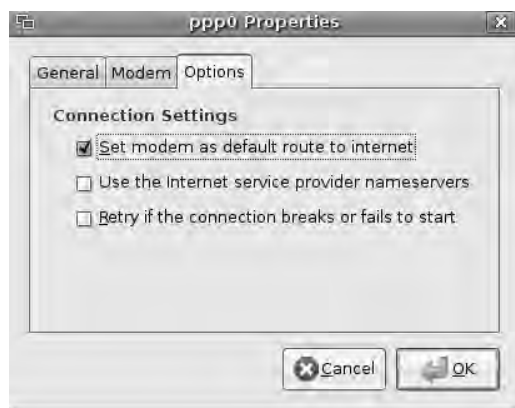 ppp0 Properties
General Modem Options
Connection Settings
Set modem as default route to internet
Use the Internet service provider nameservers
Retry if the connection breaks or fails to start
Cancel OK